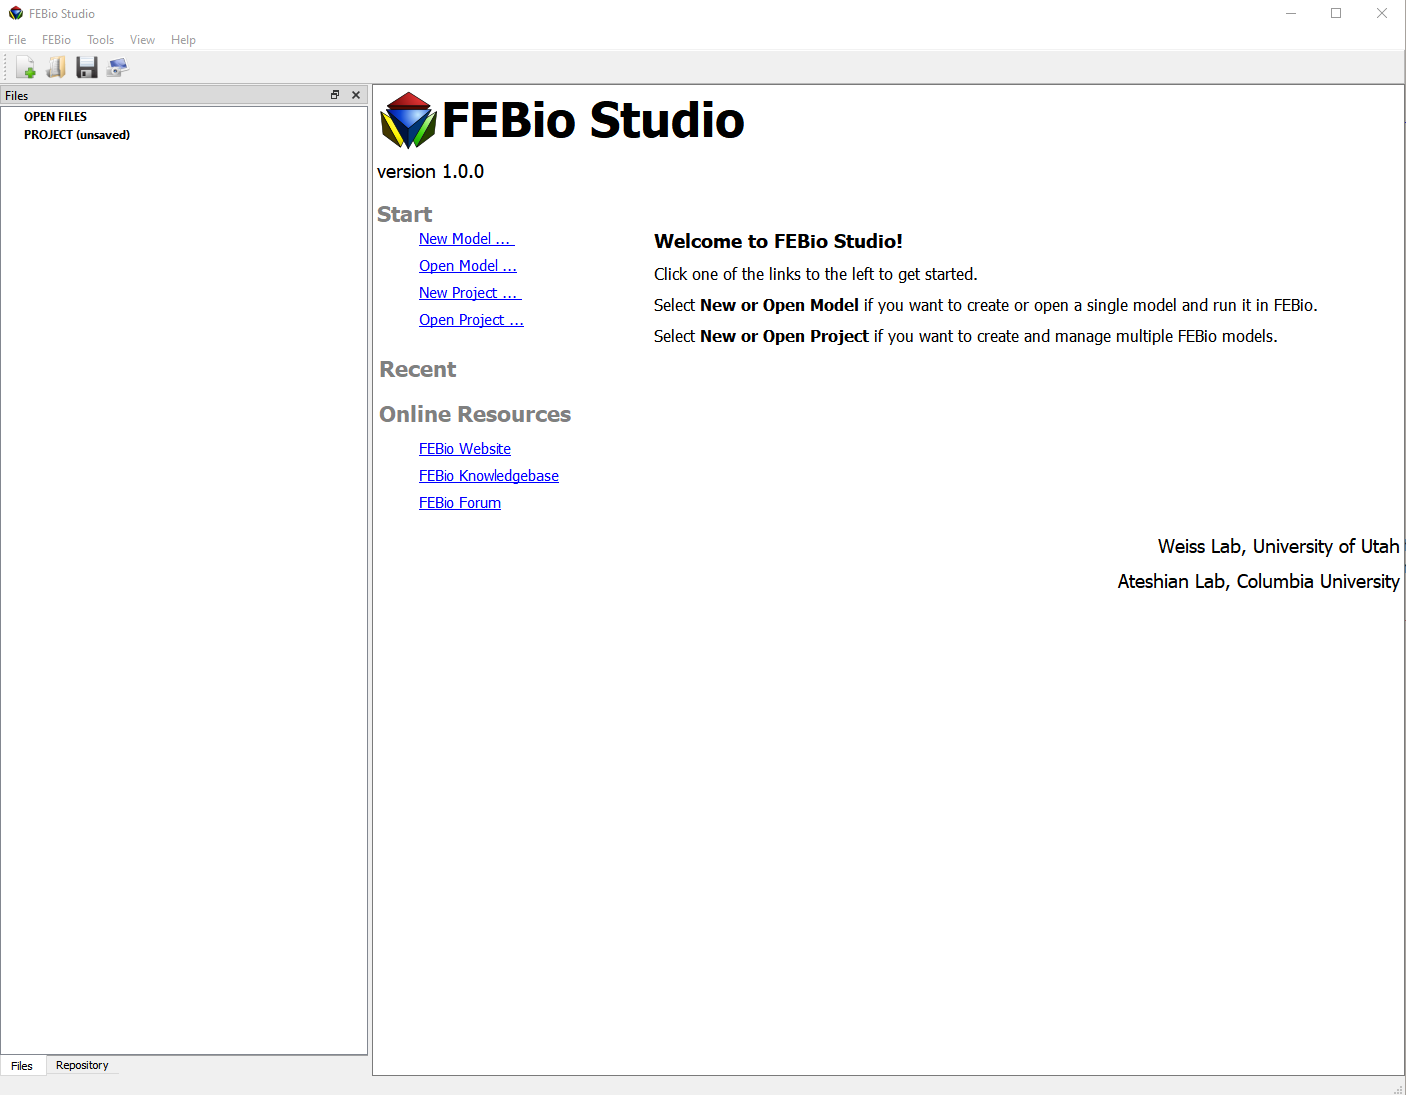 FEBio Studio
File FEBio Tools View Help
Files
OPEN FILES
PROJECT (unsaved)
FEBio Studio
version 1.0.0
Start
New Model ...
Open Model ...
New Project ...
Open Project ...
Welcome to FEBio Studio!
Click one of the links to the left to get started.
Select New or Open Model if you want to create or open a single model and run it in FEBio.
Select New or Open Project if you want to create and manage multiple FEBio models.
Recent
Online Resources
FEBio Website
FEBio Knowledgebase
FEBio Forum
Weiss Lab, University of Utah
Ateshian Lab, Columbia University
Files Repository